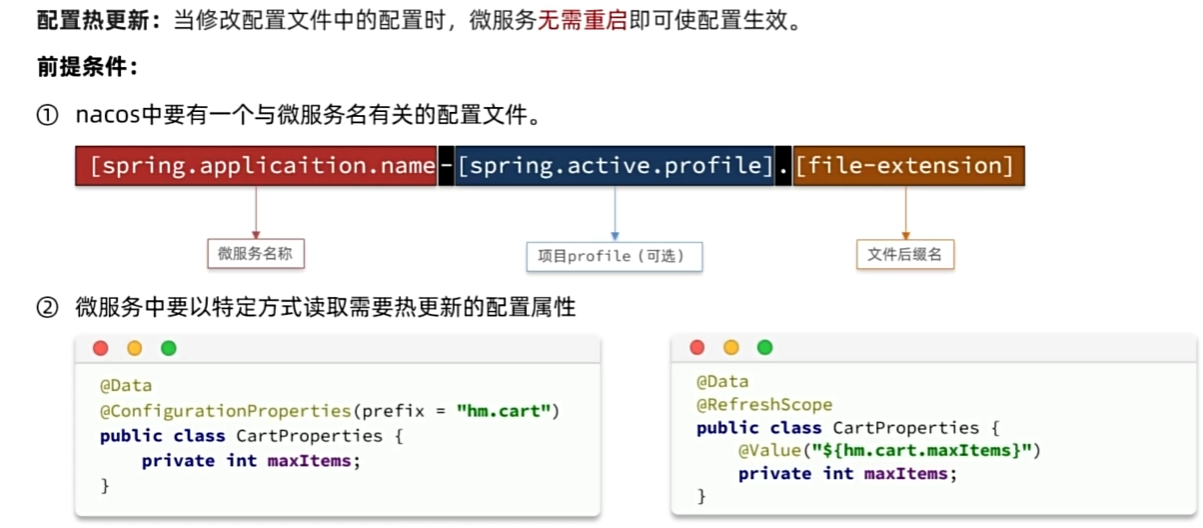 配置热更新：当修改配置文件中的配置时，微服务无需重启即可使配置生效。
前提条件：
① nacos中要有一个与微服务名有关的配置文件。
[spring.applicaition.name-[spring.active.profile].[file-extension]
微服务名称
项目profile（可选）
文件后缀名
② 微服务中要以特定方式读取需要热更新的配置属性
@Data
@ConfigurationProperties(prefix = "hm.cart")
public class CartProperties {
    private int maxItems;
}
@Data
@RefreshScope
public class CartProperties {
    @Value("${hm.cart.maxItems}")
    private int maxItems;
}